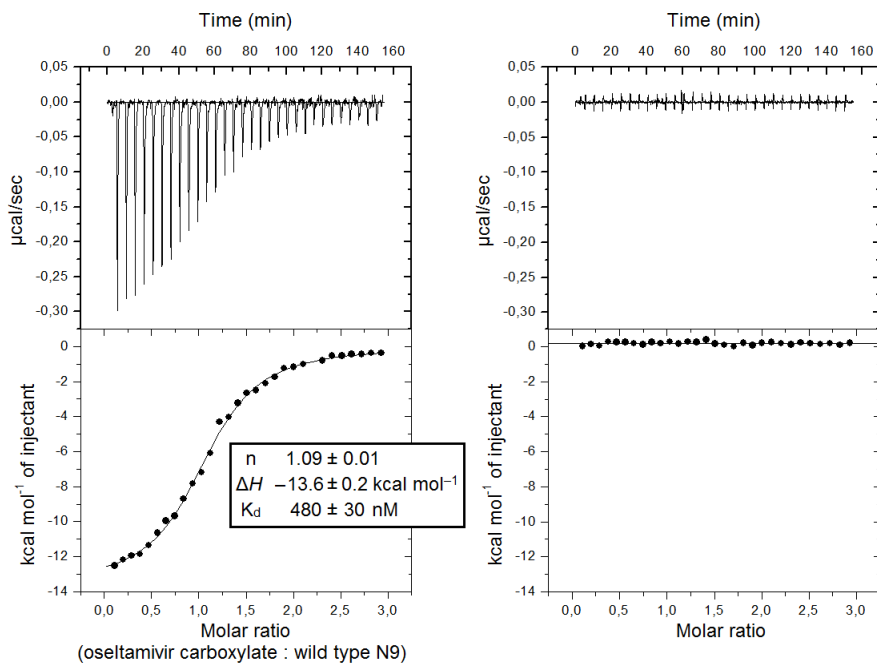 Time (min)
0 20 40 60 80 100 120 140 160
0,05
0,00
-0,05
-0,10
-0,15
-0,20
-0,25
-0,30
µcal/sec
0
-2
-4
-6
-8
-10
-12
-14
kcal mol⁻¹ of injectant
n 1.09 ± 0.01
ΔH −13.6 ± 0.2 kcal mol⁻¹
Kd 480 ± 30 nM
0,0 0,5 1,0 1,5 2,0 2,5 3,0
Molar ratio
(oseltamivir carboxylate : wild type N9)
Time (min)
0 20 40 60 80 100 120 140 160
0,05
0,00
-0,05
-0,10
-0,15
-0,20
-0,25
-0,30
µcal/sec
0
-2
-4
-6
-8
-10
-12
-14
kcal mol⁻¹ of injectant
0,0 0,5 1,0 1,5 2,0 2,5 3,0
Molar ratio